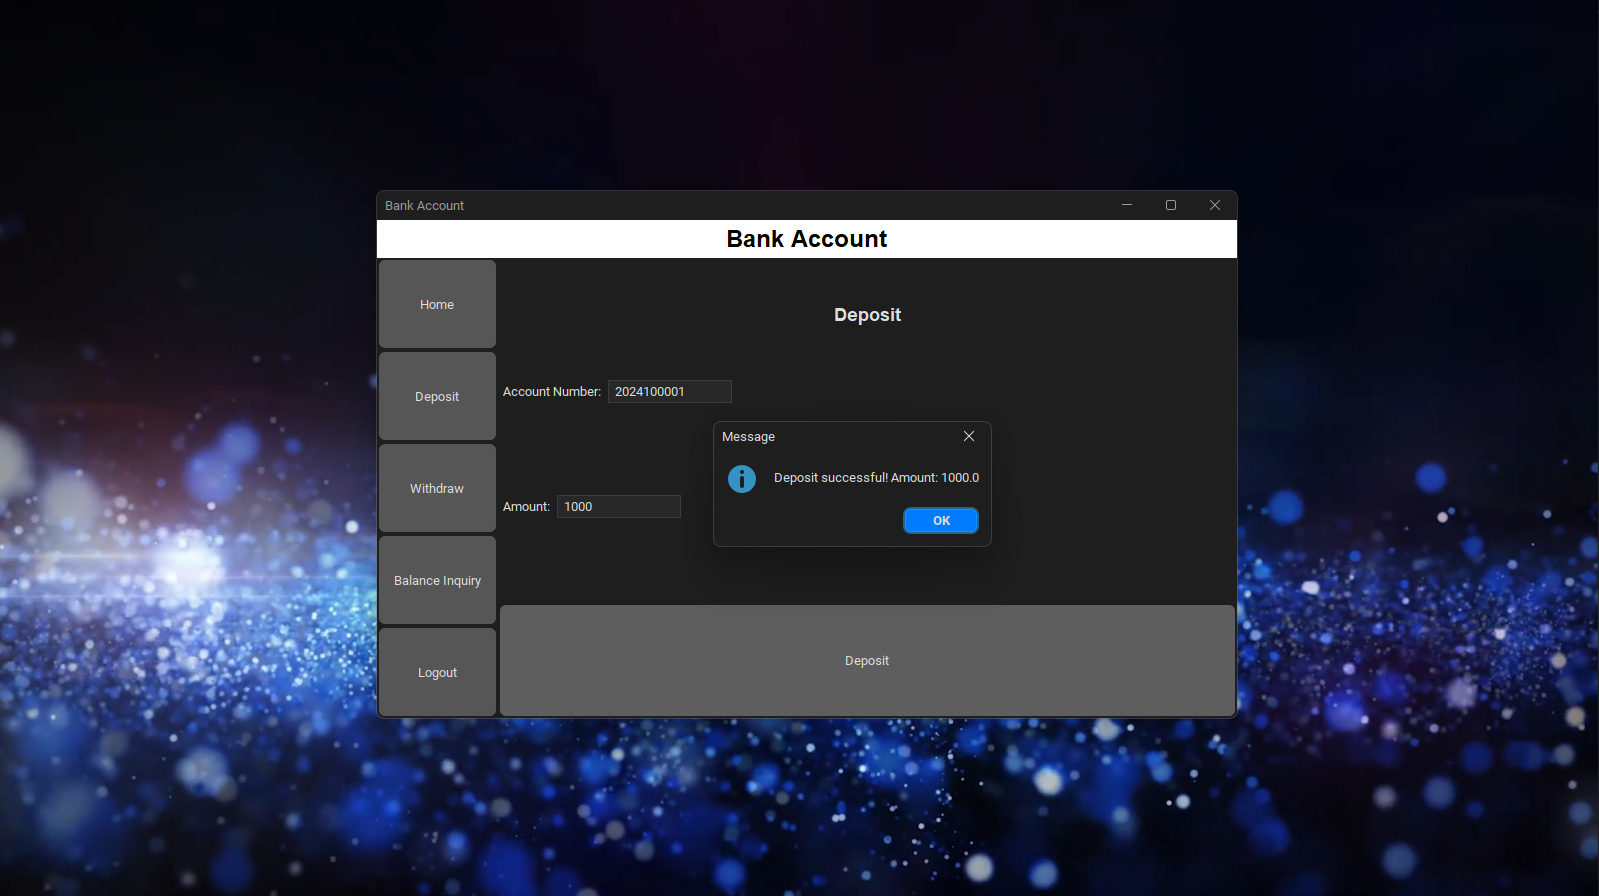 Bank Account
Bank Account
Home
Deposit
Deposit
Account Number: 2024100001
Message
Deposit successful! Amount: 1000.0
Withdraw
Amount: 1000
OK
Balance Inquiry
Deposit
Logout